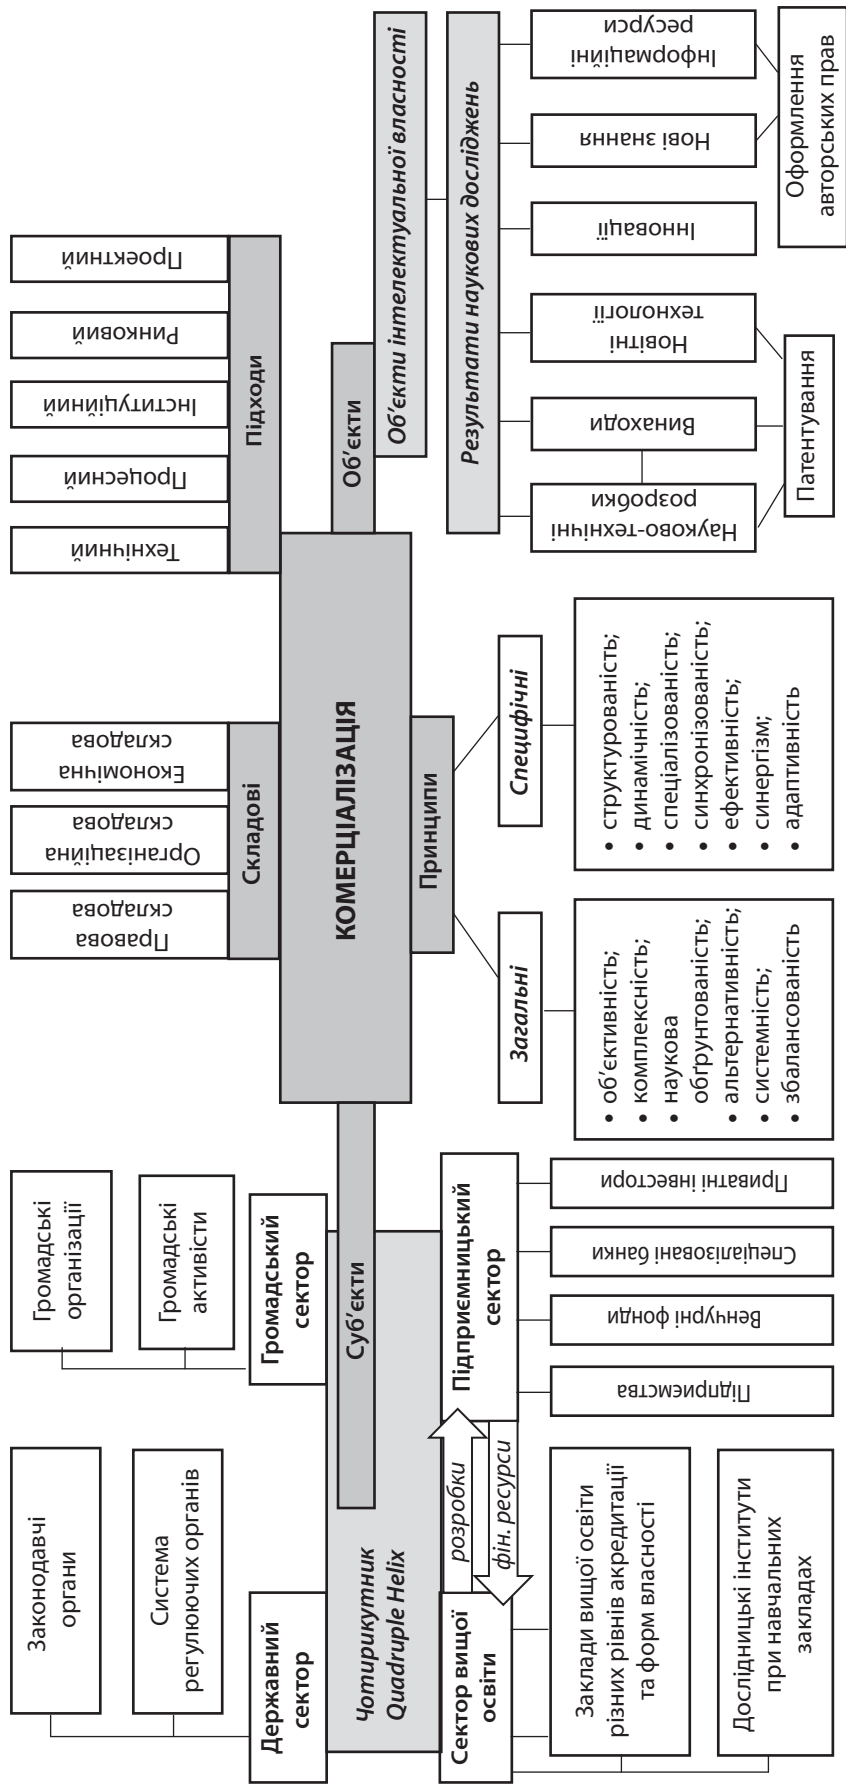 Законодавчі
органи
Система
регулюючих органів
Державний
сектор
Громадські
організації
Громадські
активісти
Громадський
сектор
Чотирикутник
Quadruple Helix
Суб’єкти
Сектор вищої
освіти
розробки
фін. ресурси
Підприємницький
сектор
Заклади вищої освіти
різних рівнів акредитації
та форм власності
Дослідницькі інститути
при навчальних
закладах
Підприємства
Венчурні фонди
Спеціалізовані банки
Приватні інвестори
КОМЕРЦІАЛІЗАЦІЯ
Правова
складова
Організаційна
складова
Економічна
складова
Складові
Технічний
Процесний
Інституційний
Ринковий
Проектний
Підходи
Принципи
Загальні
• об’єктивність;
• комплексність;
• наукова
обґрунтованість;
• альтернативність;
• системність;
• збалансованість
Специфічні
• структурованість;
• динамічність;
• спеціалізованість;
• синхронізованість;
• ефективність;
• синергізм;
• адаптивність
Об’єкти
Об’єкти інтелектуальної власності
Результати наукових досліджень
Науково-технічні
розробки
Винаходи
Новітні
технології
Інновації
Нові знання
Інформаційні
ресурси
Патентування
Оформлення
авторських прав